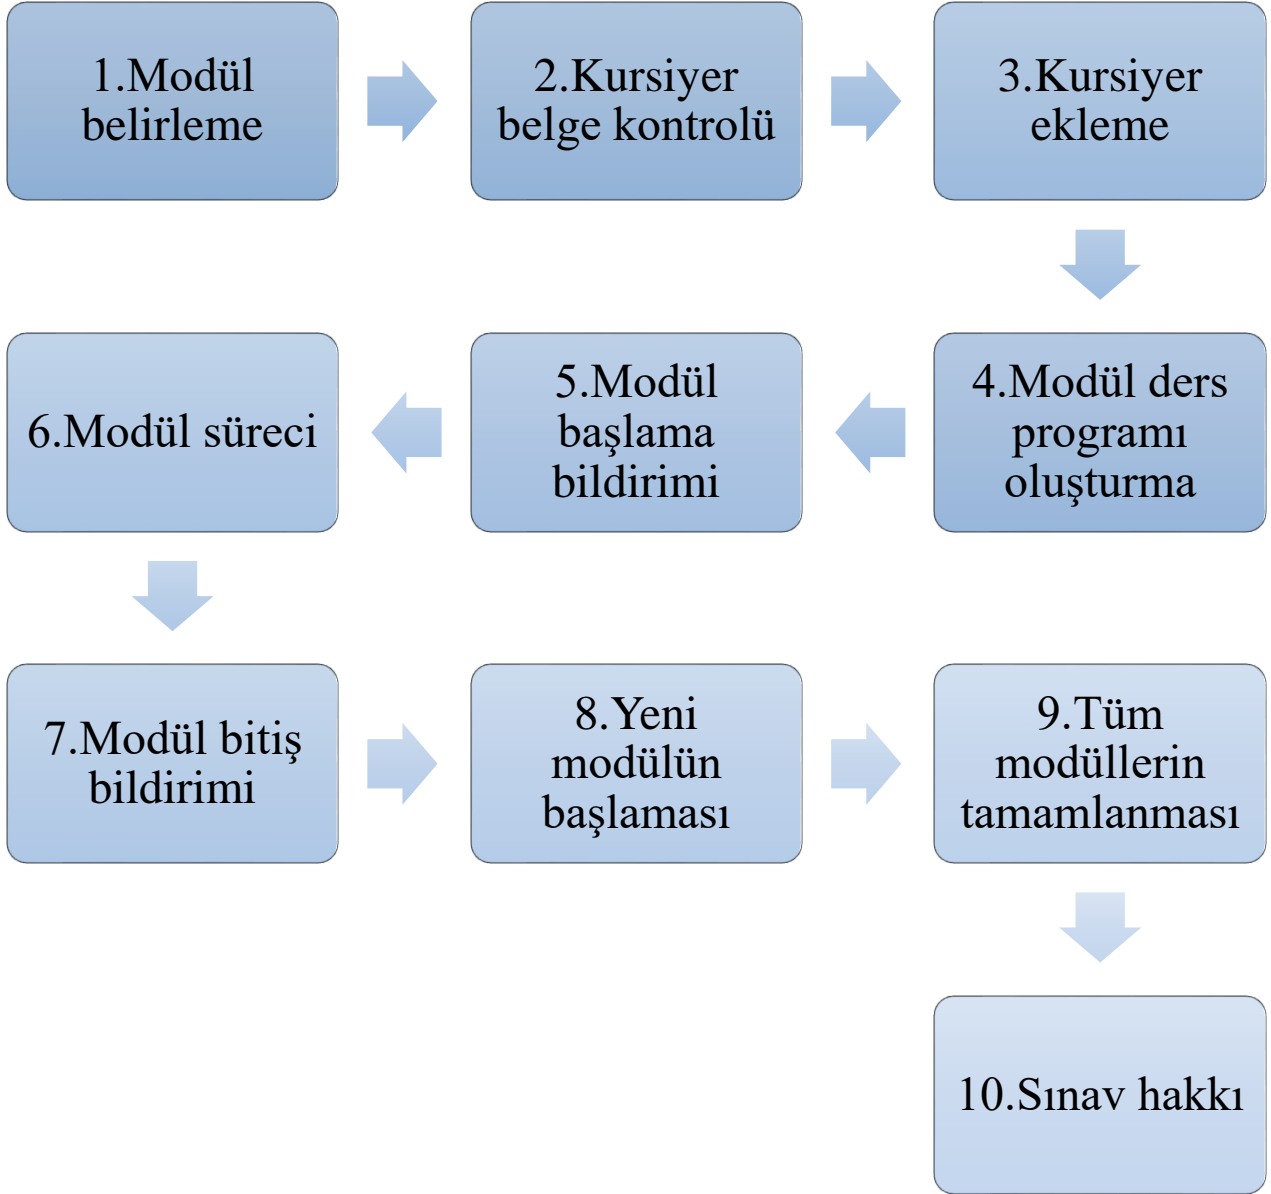 1.Modül
belirleme
2.Kursiyer
belge kontrolü
3.Kursiyer
ekleme
4.Modül ders
programı
oluşturma
5.Modül
başlama
bildirimi
6.Modül süreci
7.Modül bitiş
bildirimi
8.Yeni
modülün
başlaması
9.Tüm
modüllerin
tamamlanması
10.Sınav hakkı